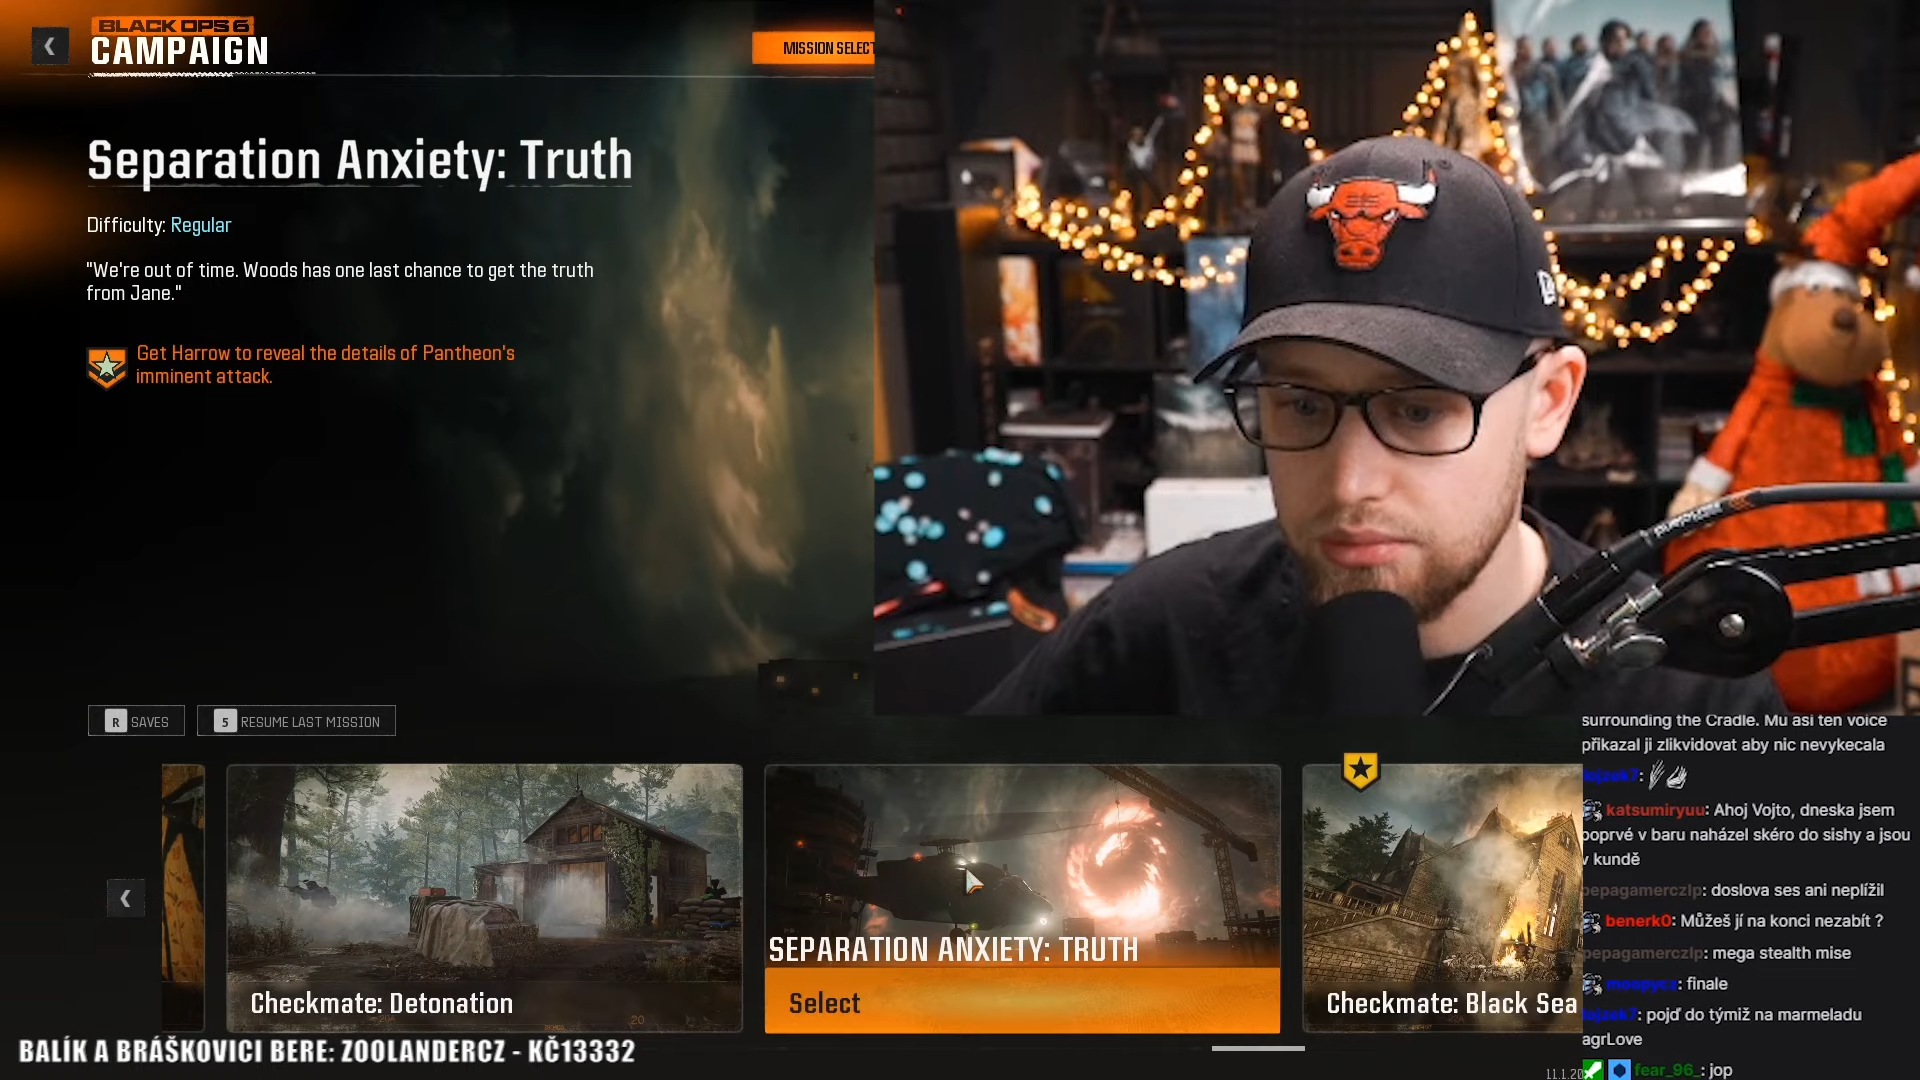 BLACK OPS 6
CAMPAIGN
MISSION SELECT
Separation Anxiety: Truth
Difficulty: Regular
"We're out of time. Woods has one last chance to get the truth
from Jane."
Get Harrow to reveal the details of Pantheon's
imminent attack.
R SAVES
5 RESUME LAST MISSION
Checkmate: Detonation
SEPARATION ANXIETY: TRUTH
Select
Checkmate: Black Sea
BALÍK A BRÁŠKOVICI BERE: ZOOLANDERCZ - KČ13332
surrounding the Cradle. Mu asi ten voice
přikazal ji zlikvidovat aby nic nevykecala
katsumiryuu: Ahoj Vojto, dneska jsem
poprvé v baru naházel skéro do sishy a jsou
v kundě
pepagamerczlp: doslova ses ani neplížil
benerk0: Můžeš jí na konci nezabít ?
pepagamerczlp: mega stealth mise
: finale
: pojď do týmiž na marmeladu
agrLove
fear_96_: jop
11.1.20